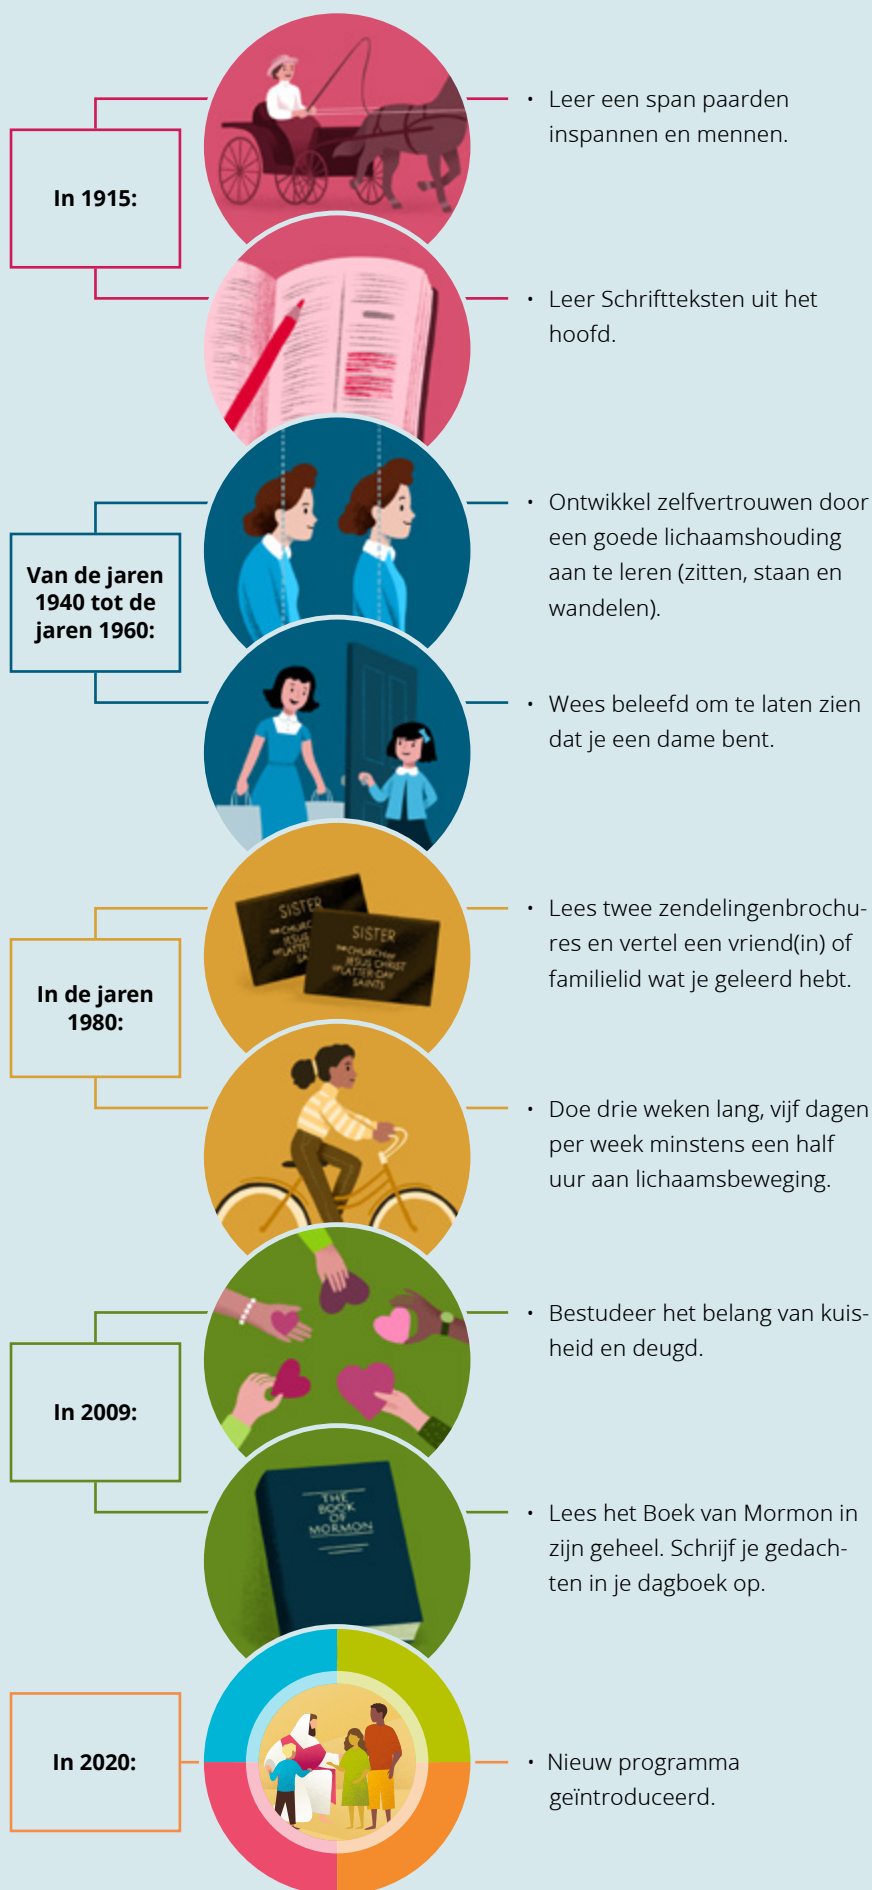 In 1915:
• Leer een span paarden
inspannen en mennen.
• Leer Schriftteksten uit het
hoofd.
Van de jaren
1940 tot de
jaren 1960:
• Ontwikkel zelfvertrouwen door
een goede lichaamshouding
aan te leren (zitten, staan en
wandelen).
• Wees beleefd om te laten zien
dat je een dame bent.
In de jaren
1980:
SISTER
THE CHURCH
JESUS
LATTER-
SA
SISTER
THE CHURCH OF
JESUS CHRIST
OF LATTER-DAY
SAINTS
• Lees twee zendelingenbrochu-
res en vertel een vriend(in) of
familielid wat je geleerd hebt.
• Doe drie weken lang, vijf dagen
per week minstens een half
uur aan lichaamsbeweging.
In 2009:
• Bestudeer het belang van kuis-
heid en deugd.
THE
BOOK
OF
MORMON
• Lees het Boek van Mormon in
zijn geheel. Schrijf je gedach-
ten in je dagboek op.
In 2020:
• Nieuw programma
geïntroduceerd.